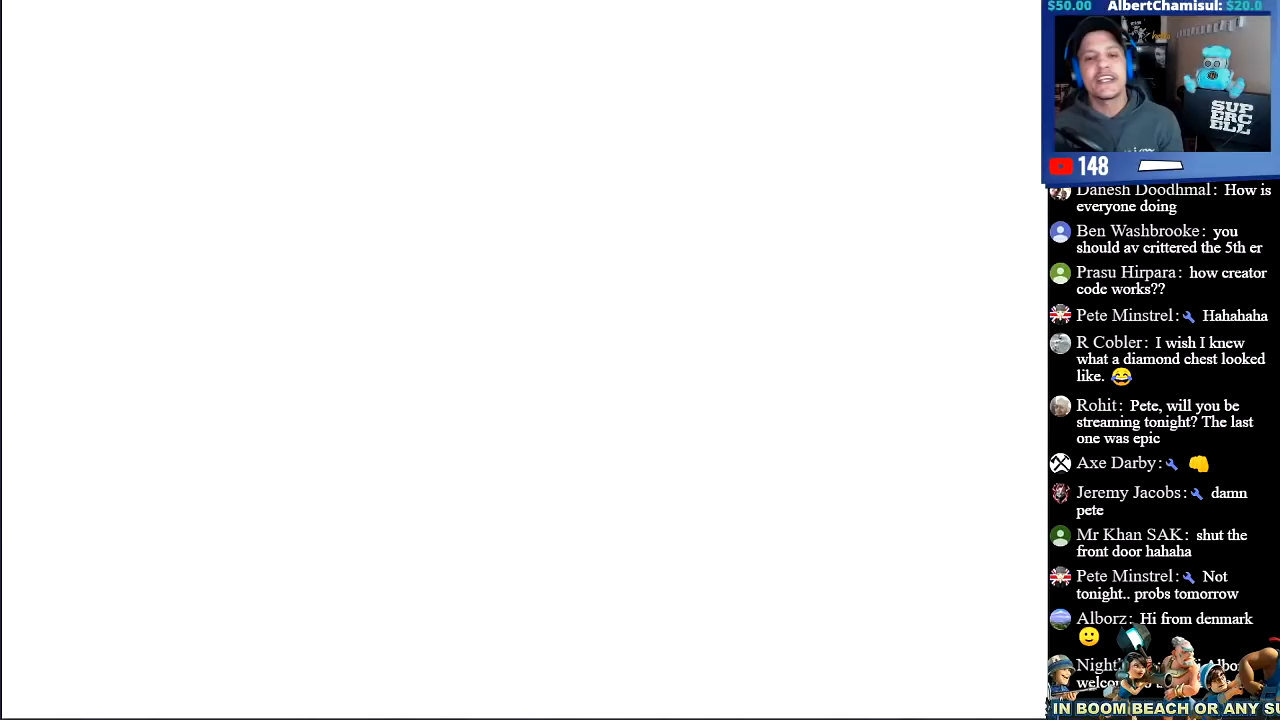 $50.00 AlbertChamisul: $20.0
SUP
ERC
ELL
148
Danesh Doodhmal: How is
everyone doing
Ben Washbrooke: you
should av crittered the 5th er
Prasu Hirpara: how creator
code works??
Pete Minstrel: Hahahaha
R Cobler: I wish I knew
what a diamond chest looked
like. 😂
Rohit: Pete, will you be
streaming tonight? The last
one was epic
Axe Darby: 👊
Jeremy Jacobs: damn
pete
Mr Khan SAK: shut the
front door hahaha
Pete Minstrel: Not
tonight.. probs tomorrow
Alborz: Hi from denmark
🙂
IN BOOM BEACH OR ANY SU